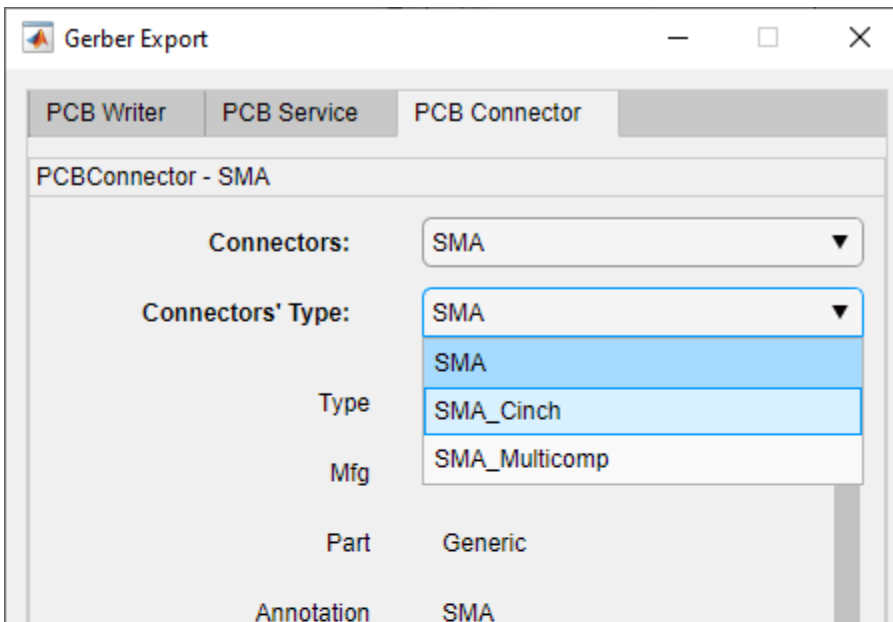 Gerber Export
PCB Writer PCB Service PCB Connector
PCBConnector - SMA
Connectors: SMA
Connectors' Type: SMA
SMA
Type SMA_Cinch
SMA_Multicomp
Mfg
Part Generic
Annotation SMA